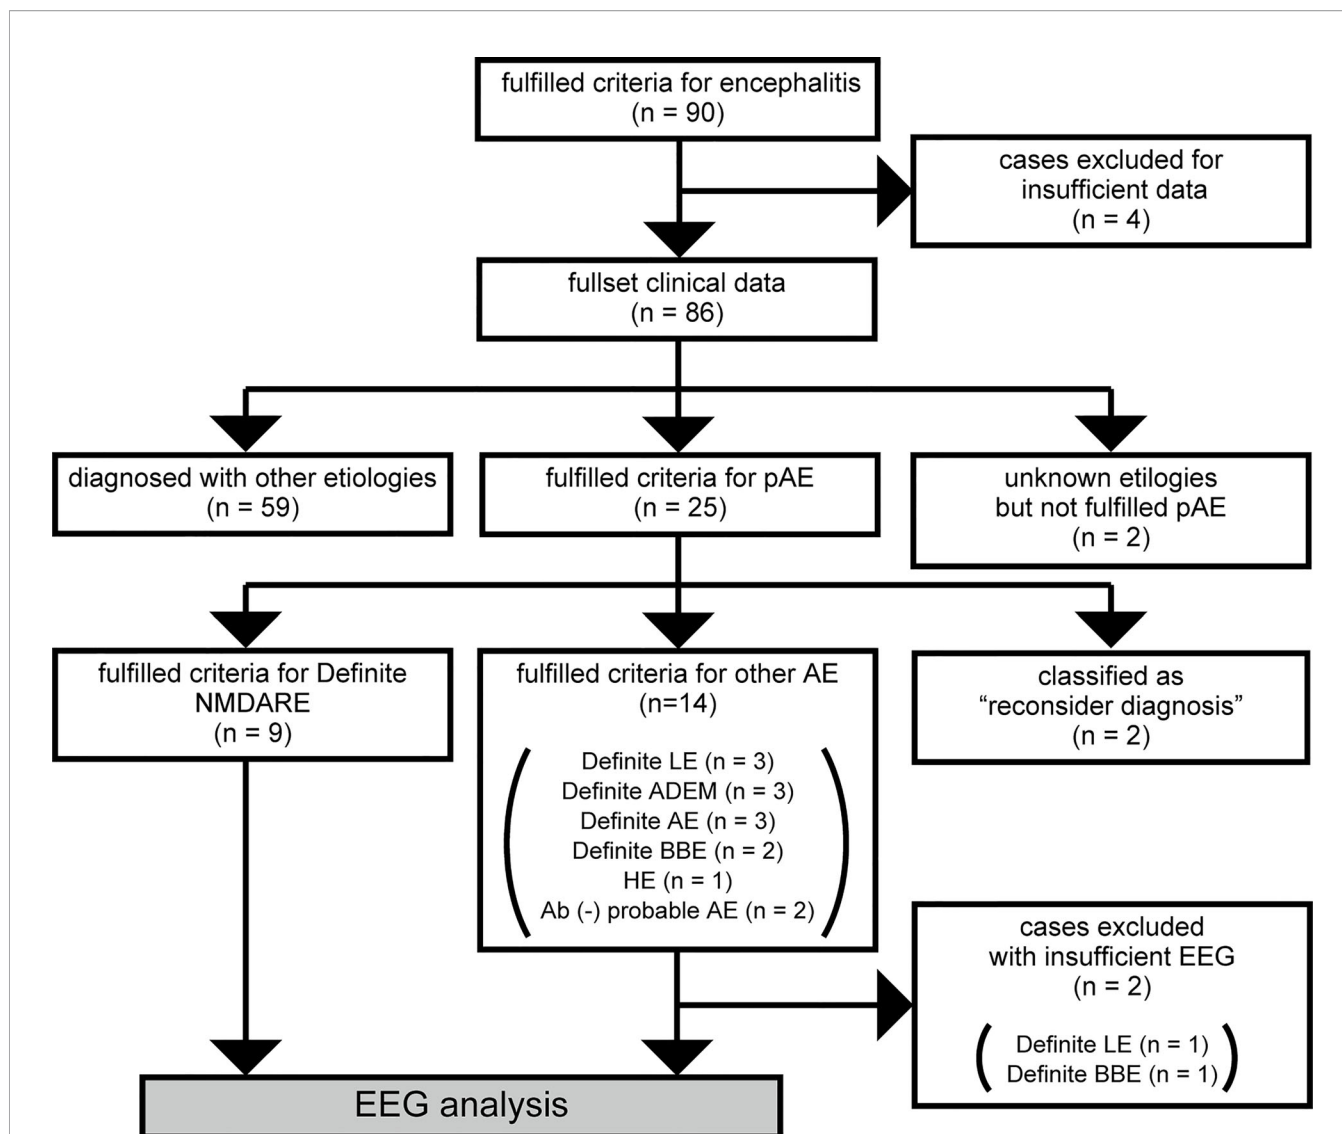 fulfilled criteria for encephalitis
(n = 90)
cases excluded for
insufficient data
(n = 4)
fullset clinical data
(n = 86)
diagnosed with other etiologies
(n = 59)
fulfilled criteria for pAE
(n = 25)
unknown etilogies
but not fulfilled pAE
(n = 2)
fulfilled criteria for Definite
NMDARE
(n = 9)
fulfilled criteria for other AE
(n=14)
Definite LE (n = 3)
Definite ADEM (n = 3)
Definite AE (n = 3)
Definite BBE (n = 2)
HE (n = 1)
Ab (-) probable AE (n = 2)
classified as
“reconsider diagnosis”
(n = 2)
cases excluded
with insufficient EEG
(n = 2)
Definite LE (n = 1)
Definite BBE (n = 1)
EEG analysis